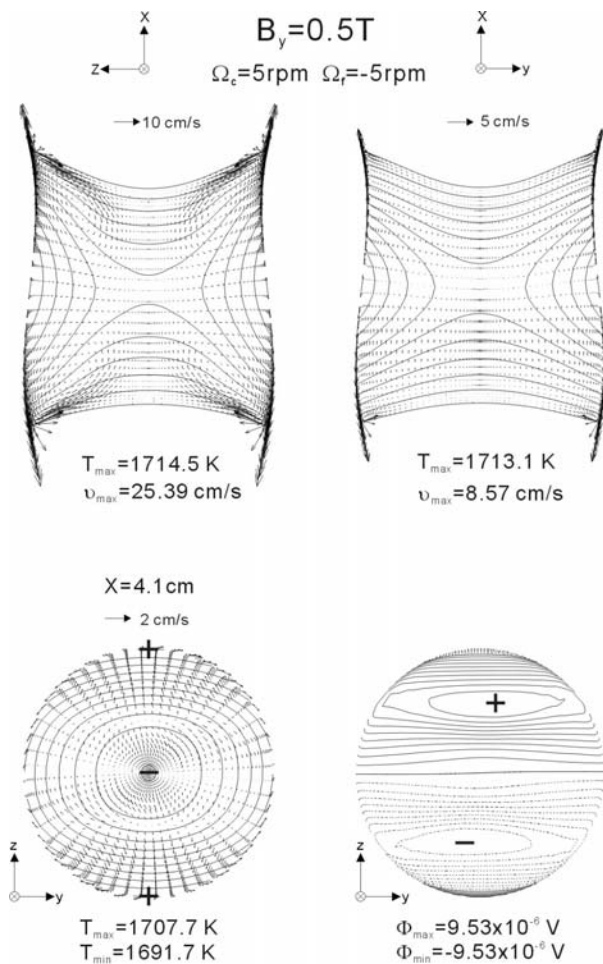 X
Z
B_y=0.5T
X
y
Ω_c=5rpm Ω_f=-5rpm
10 cm/s
5 cm/s
T_max=1714.5 K
υ_max=25.39 cm/s
T_max=1713.1 K
υ_max=8.57 cm/s
X=4.1cm
2 cm/s
+
−
+
+
−
z
y
z
y
T_max=1707.7 K
T_min=1691.7 K
Φ_max=9.53x10^-6 V
Φ_min=-9.53x10^-6 V